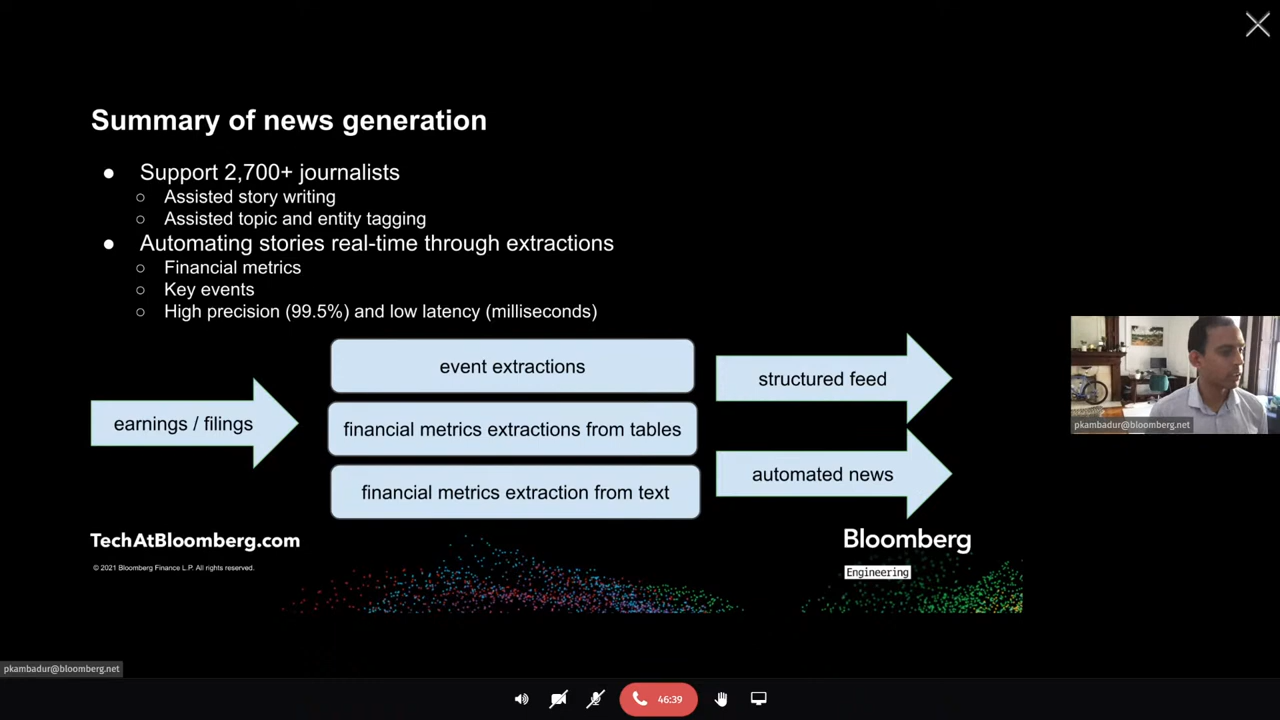 Summary of news generation
● Support 2,700+ journalists
○ Assisted story writing
○ Assisted topic and entity tagging
● Automating stories real-time through extractions
○ Financial metrics
○ Key events
○ High precision (99.5%) and low latency (milliseconds)
earnings / filings
event extractions
financial metrics extractions from tables
financial metrics extraction from text
structured feed
automated news
pkambadur@bloomberg.net
TechAtBloomberg.com
© 2021 Bloomberg Finance L.P. All rights reserved.
Bloomberg
Engineering
pkambadur@bloomberg.net
46:39